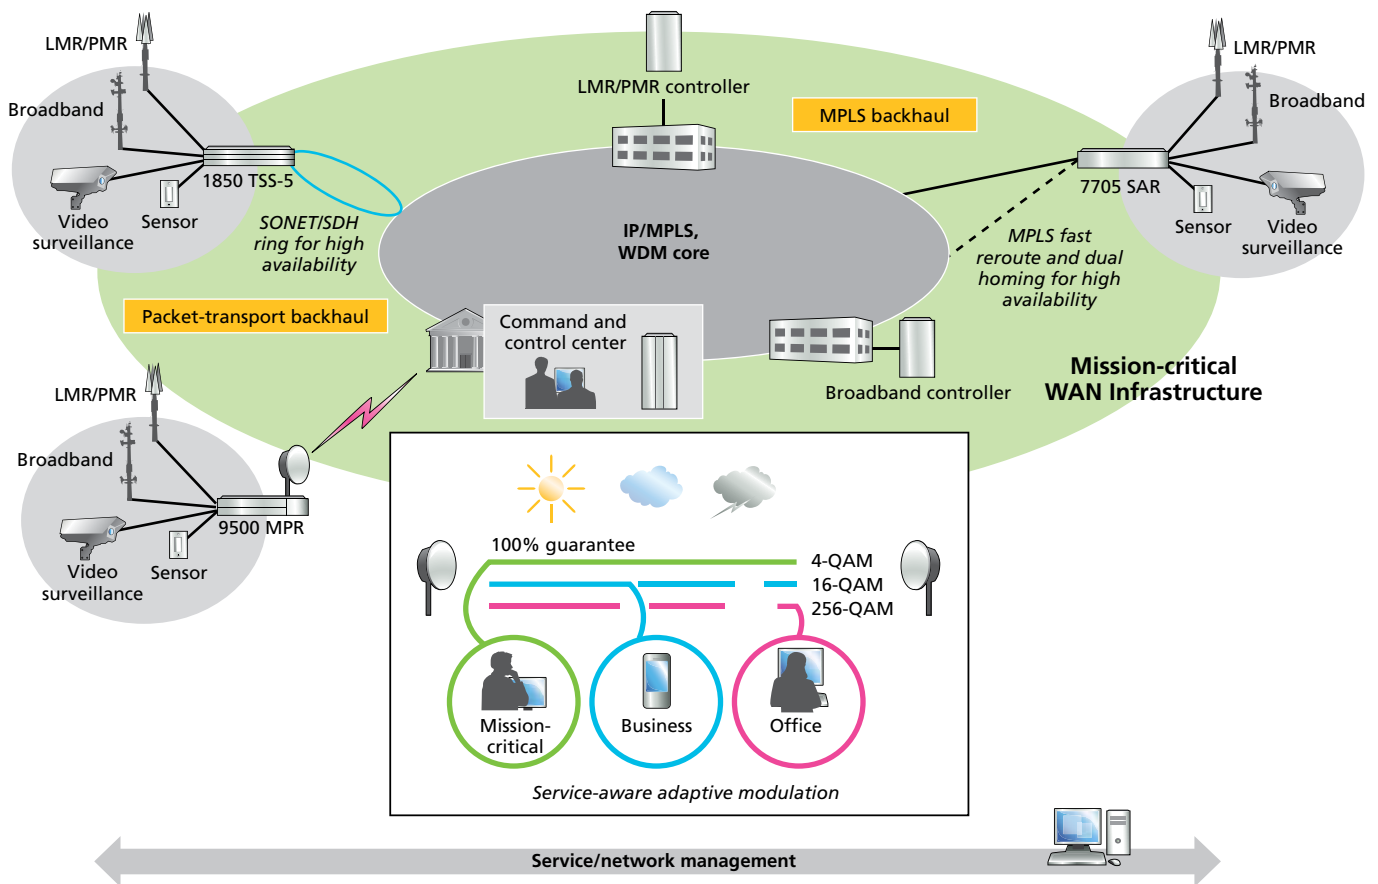 LMR/PMR
Broadband
1850 TSS-5
Video
surveillance
Sensor
SONET/SDH
ring for high
availability
LMR/PMR controller
MPLS backhaul
IP/MPLS,
WDM core
LMR/PMR
Broadband
7705 SAR
Sensor
Video
surveillance
MPLS fast
reroute and dual
homing for high
availability
Packet-transport backhaul
Command and
control center
Broadband controller
Mission-critical
WAN Infrastructure
LMR/PMR
Broadband
9500 MPR
Video
surveillance
Sensor
100% guarantee
4-QAM
16-QAM
256-QAM
Mission-
critical
Business
Office
Service-aware adaptive modulation
Service/network management